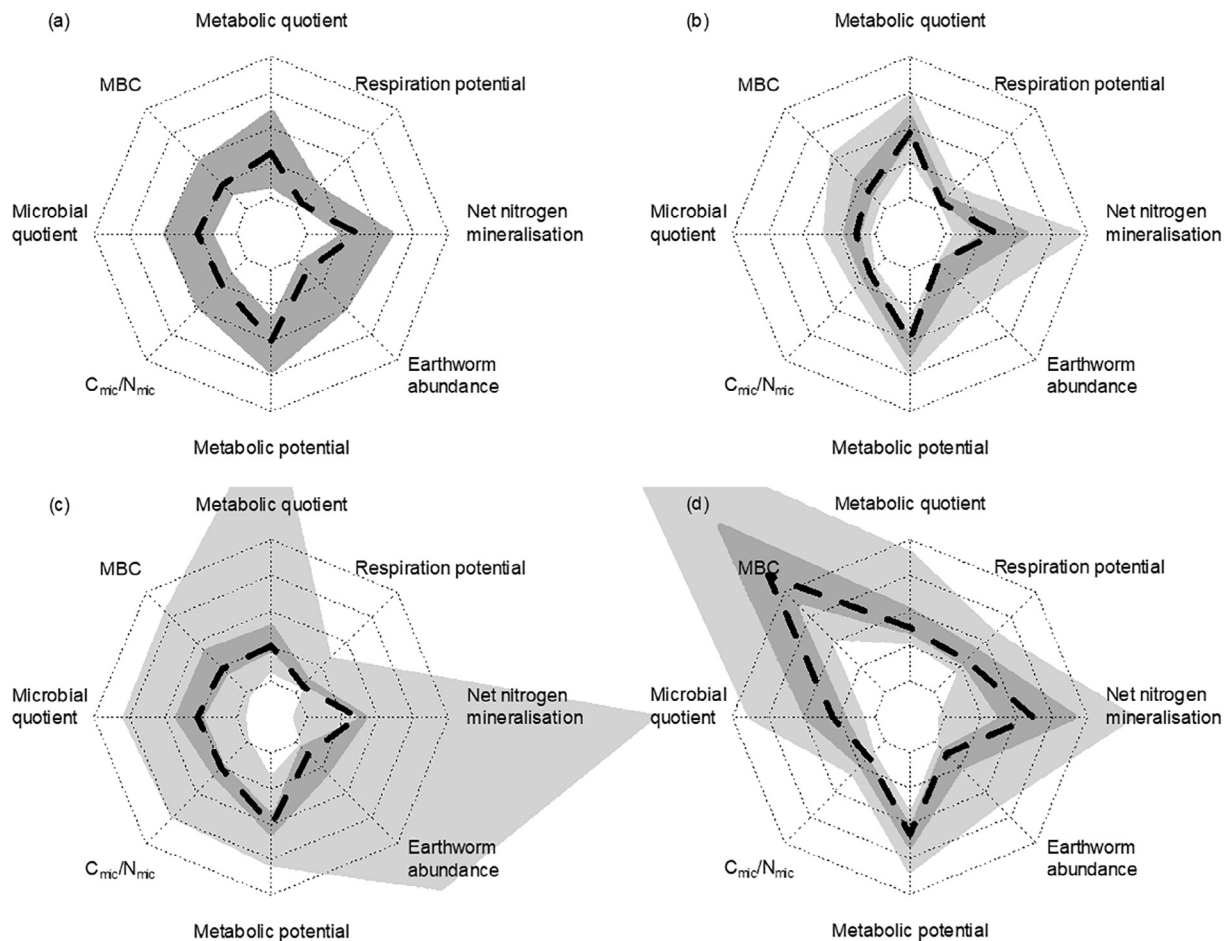 (a)
Metabolic quotient
MBC
Respiration potential
Microbial
quotient
Net nitrogen
mineralisation
Cmic/Nmic
Earthworm
abundance
Metabolic potential
(b)
Metabolic quotient
MBC
Respiration potential
Microbial
quotient
Net nitrogen
mineralisation
Cmic/Nmic
Earthworm
abundance
Metabolic potential
(c)
Metabolic quotient
MBC
Respiration potential
Microbial
quotient
Net nitrogen
mineralisation
Cmic/Nmic
Earthworm
abundance
Metabolic potential
(d)
Metabolic quotient
MBC
Respiration potential
Microbial
quotient
Net nitrogen
mineralisation
Cmic/Nmic
Earthworm
abundance
Metabolic potential